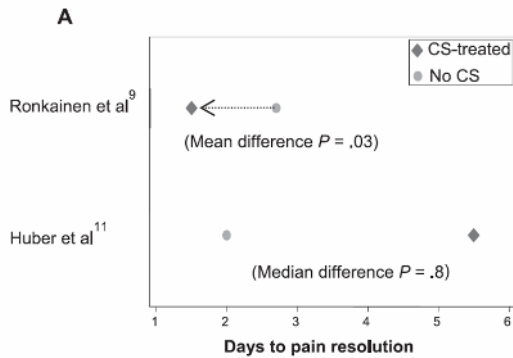 A
CS-treated
No CS
Ronkainen et al9
(Mean difference P = .03)
Huber et al11
(Median difference P = .8)
1 2 3 4 5 6
Days to pain resolution